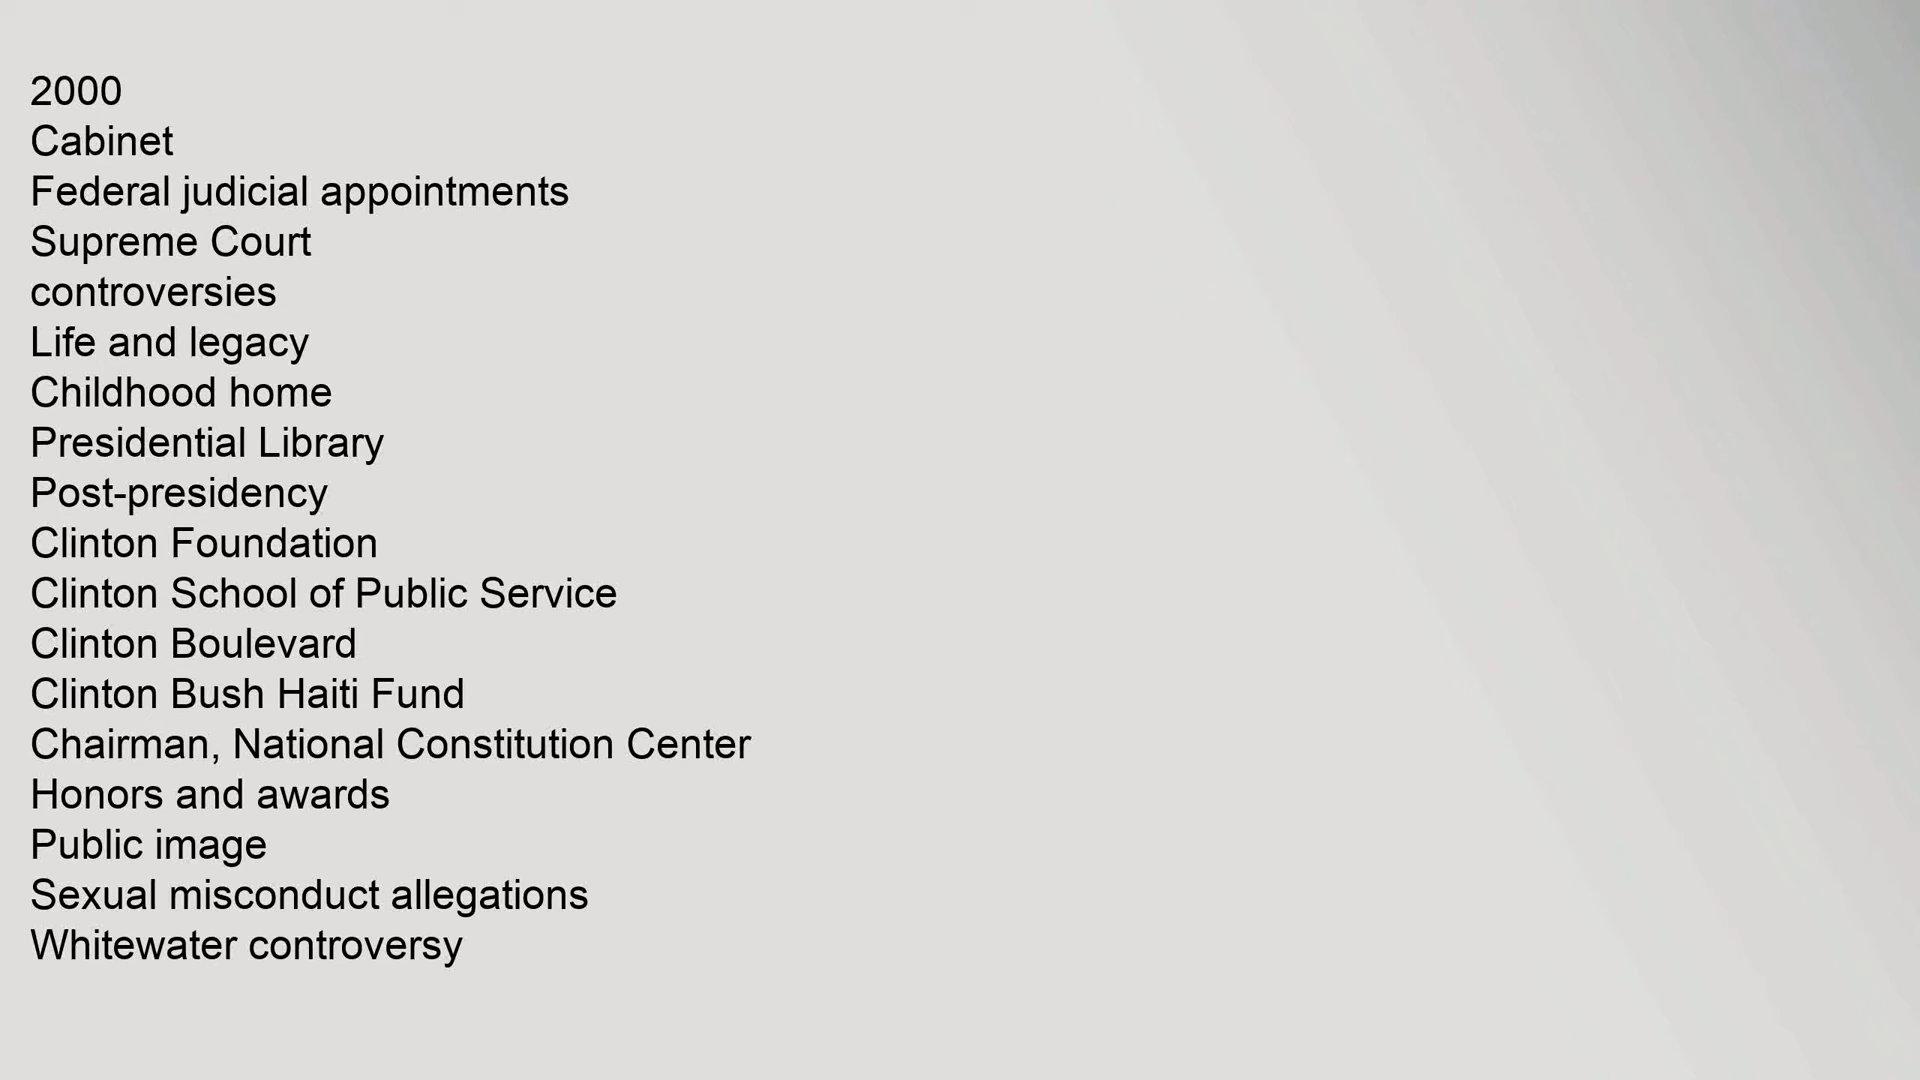 2000
Cabinet
Federal judicial appointments
Supreme Court
controversies
Life and legacy
Childhood home
Presidential Library
Post-presidency
Clinton Foundation
Clinton School of Public Service
Clinton Boulevard
Clinton Bush Haiti Fund
Chairman, National Constitution Center
Honors and awards
Public image
Sexual misconduct allegations
Whitewater controversy